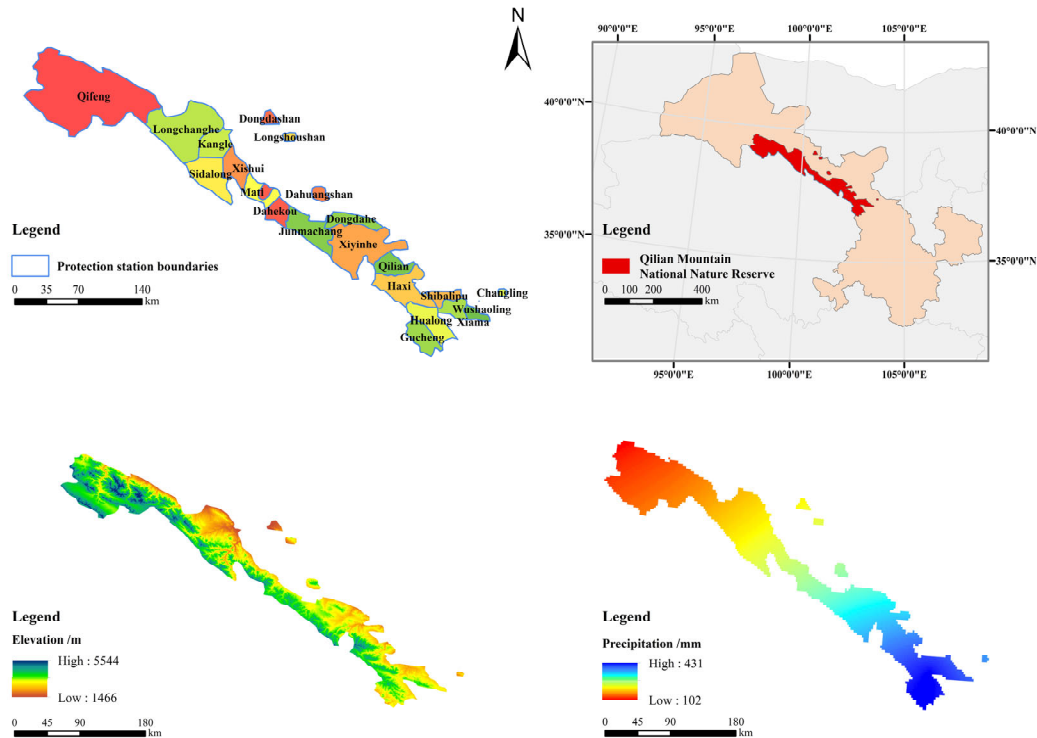 N
Qifeng
Dongdashan
Longchanghe
Longshoushan
Kangle
Xishui
Sidalong
Mati
Dahuangshan
Dahekou
Dongdahe
Junmachang
Xiyinhe
Qilian
Haxi
Shibalipu
Changling
Wushaoling
Hualong
Xiama
Gucheng
Legend
Protection station boundaries
0 35 70 140
km
90°0'0"E 95°0'0"E 100°0'0"E 105°0'0"E
40°0'0"N 40°0'0"N
35°0'0"N 35°0'0"N
Legend
Qilian Mountain
National Nature Reserve
0 100 200 400
km
95°0'0"E 100°0'0"E 105°0'0"E
Legend
Elevation /m
High : 5544
Low : 1466
0 45 90 180
km
Legend
Precipitation /mm
High : 431
Low : 102
0 45 90 180
km